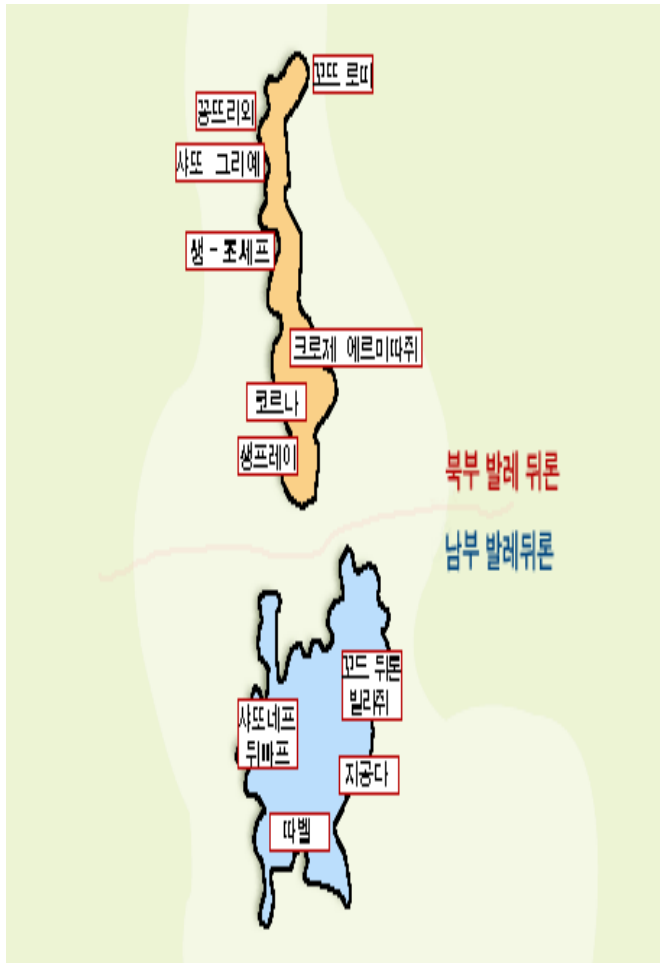 꼬뜨 로띠
꽁뜨리외
샤또 그리예
생 - 조세프
크로제 에르미따쥐
코르나
생프레이
북부 발레 뒤론
남부 발레뒤론
꼬드 뒤론
빌라쥐
샤또네프
뒤빠프
지공다
따벨